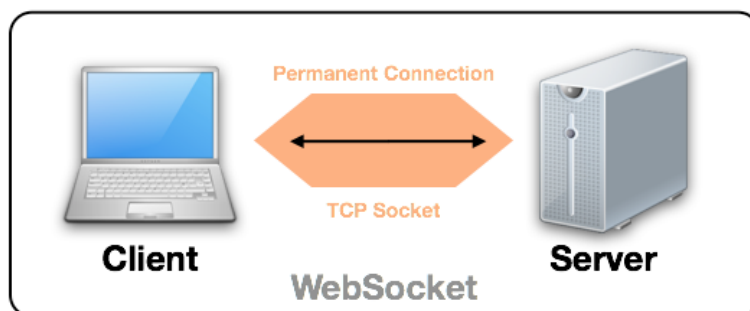 Permanent Connection
TCP Socket
Client
Server
WebSocket